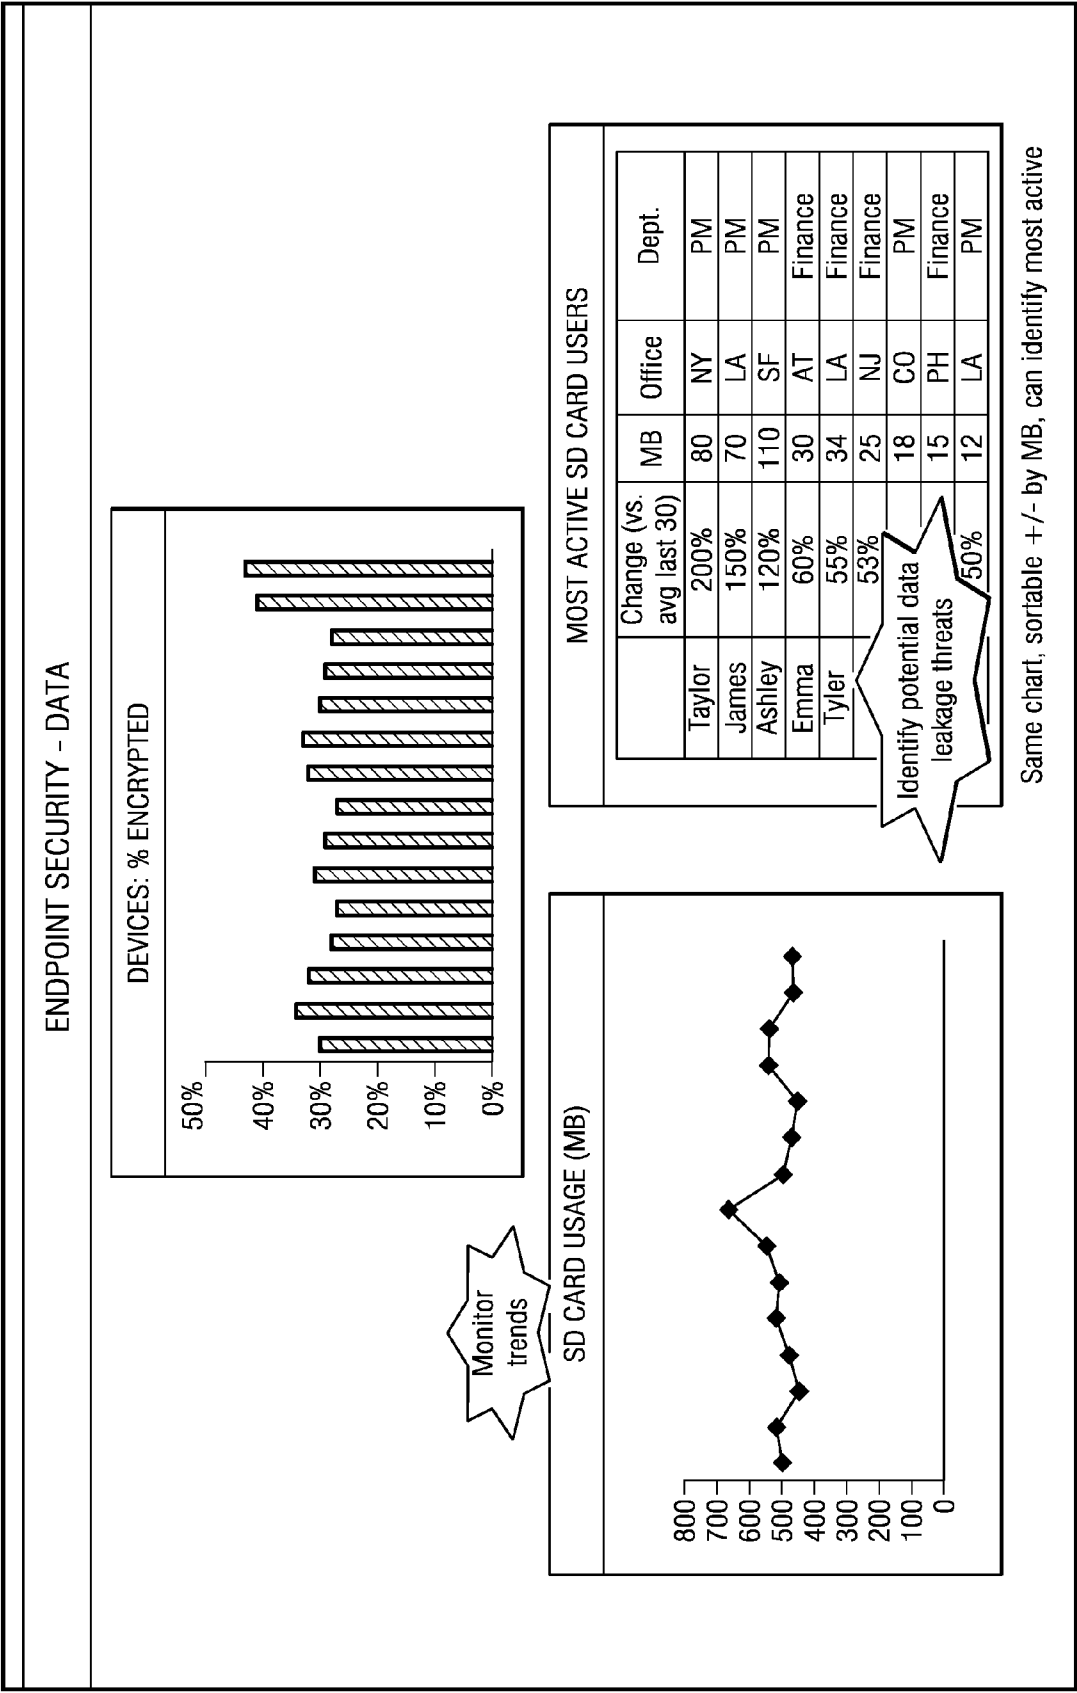 ENDPOINT SECURITY - DATA
DEVICES: % ENCRYPTED
50%
40%
30%
20%
10%
0%
Monitor
trends
SD CARD USAGE (MB)
800
700
600
500
400
300
200
100
0
MOST ACTIVE SD CARD USERS
Change (vs. avg last 30) MB Office Dept.
Taylor 200% 80 NY PM
James 150% 70 LA PM
Ashley 120% 110 SF PM
Emma 60% 30 AT Finance
Tyler 55% 34 LA Finance
53% 25 NJ Finance
18 CO PM
15 PH Finance
50% 12 LA PM
Identify potential data
leakage threats
Same chart, sortable +/- by MB, can identify most active